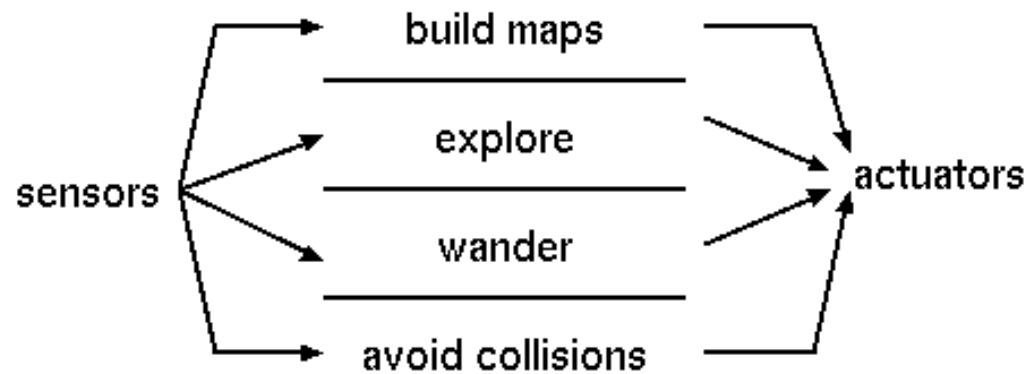 build maps
explore
sensors
actuators
wander
avoid collisions